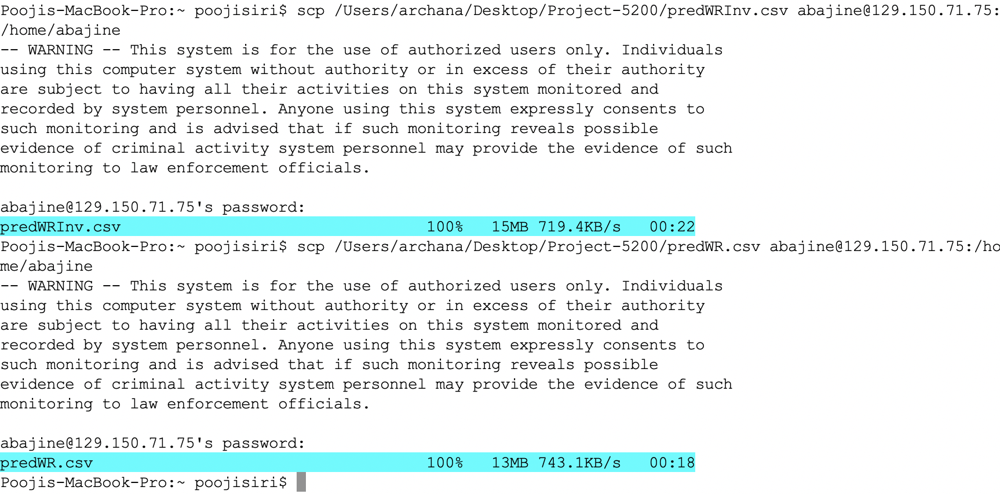 Poojis-MacBook-Pro:~ poojisiri$ scp /Users/archana/Desktop/Project-5200/predWRInv.csv abajine@129.150.71.75:
/home/abajine
-- WARNING -- This system is for the use of authorized users only. Individuals
using this computer system without authority or in excess of their authority
are subject to having all their activities on this system monitored and
recorded by system personnel. Anyone using this system expressly consents to
such monitoring and is advised that if such monitoring reveals possible
evidence of criminal activity system personnel may provide the evidence of such
monitoring to law enforcement officials.
abajine@129.150.71.75's password:
predWRInv.csv 100% 15MB 719.4KB/s 00:22
Poojis-MacBook-Pro:~ poojisiri$ scp /Users/archana/Desktop/Project-5200/predWR.csv abajine@129.150.71.75:/ho
me/abajine
-- WARNING -- This system is for the use of authorized users only. Individuals
using this computer system without authority or in excess of their authority
are subject to having all their activities on this system monitored and
recorded by system personnel. Anyone using this system expressly consents to
such monitoring and is advised that if such monitoring reveals possible
evidence of criminal activity system personnel may provide the evidence of such
monitoring to law enforcement officials.
abajine@129.150.71.75's password:
predWR.csv 100% 13MB 743.1KB/s 00:18
Poojis-MacBook-Pro:~ poojisiri$